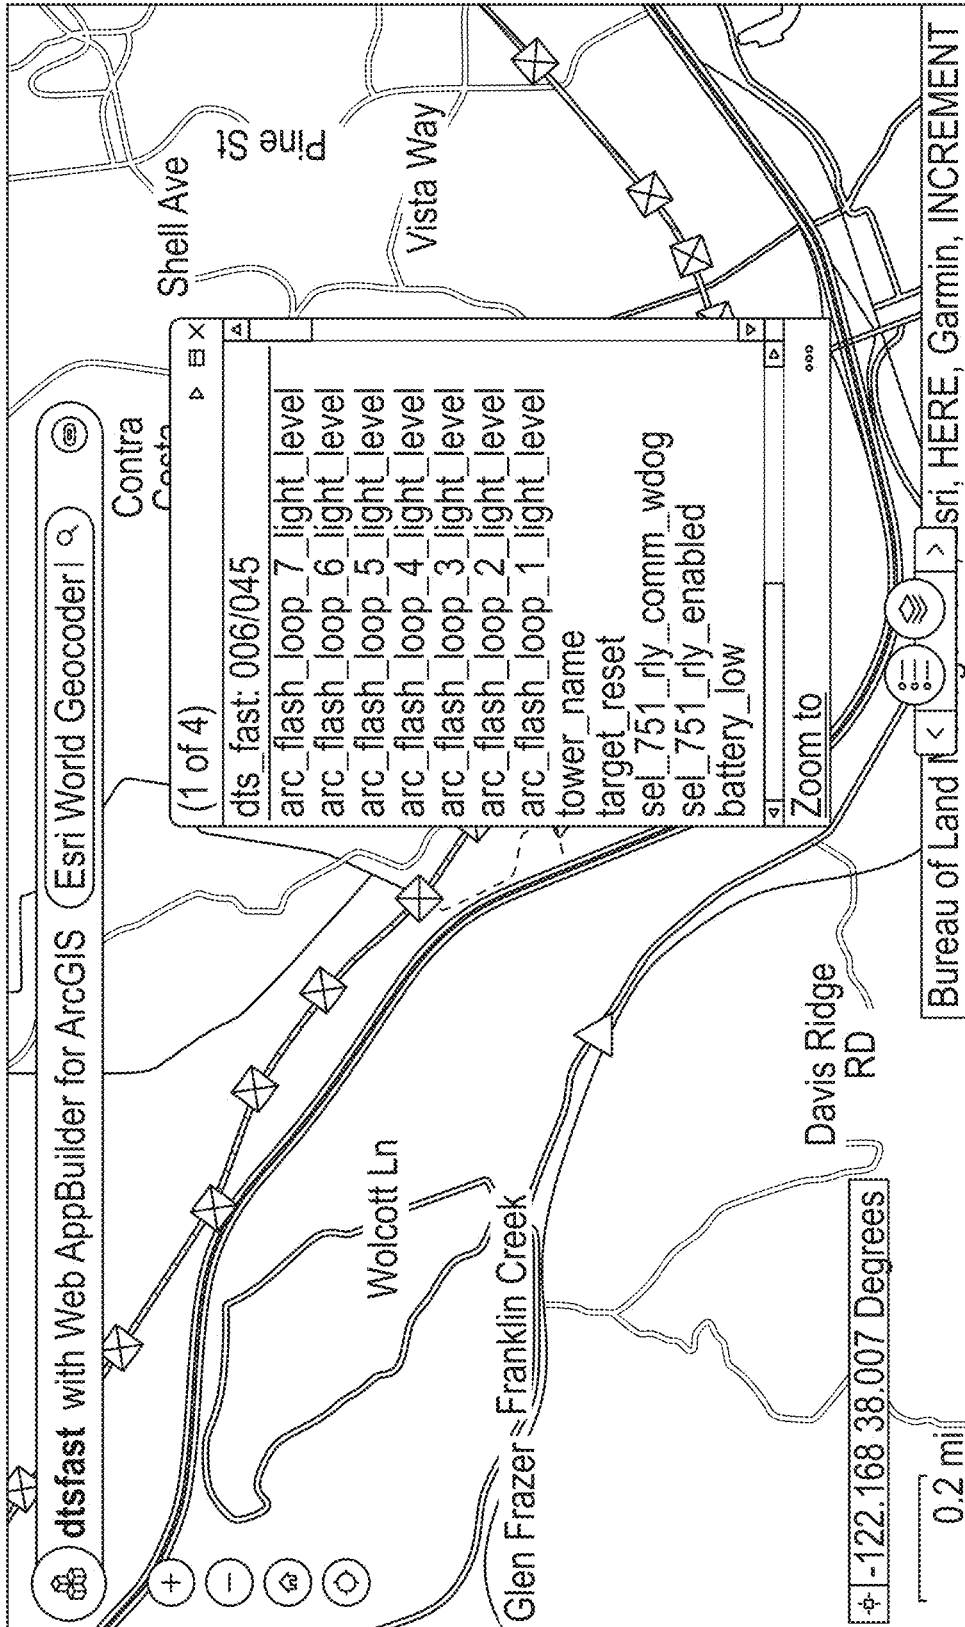 dtsfast with Web AppBuilder for ArcGIS
Esri World Geocoder
Contra
Costa
Shell Ave
Pine St
Vista Way
(1 of 4)
dts_fast: 006/045
arc_flash_loop_7_light_level
arc_flash_loop_6_light_level
arc_flash_loop_5_light_level
arc_flash_loop_4_light_level
arc_flash_loop_3_light_level
arc_flash_loop_2_light_level
arc_flash_loop_1_light_level
tower_name
target_reset
sel_751_rly_comm_wdog
sel_751_rly_enabled
battery_low
Zoom to
Wolcott Ln
Glen Frazer
Franklin Creek
Davis Ridge
RD
-122.168 38.007 Degrees
0.2 mi
Bureau of Land
sri, HERE, Garmin, INCREMENT